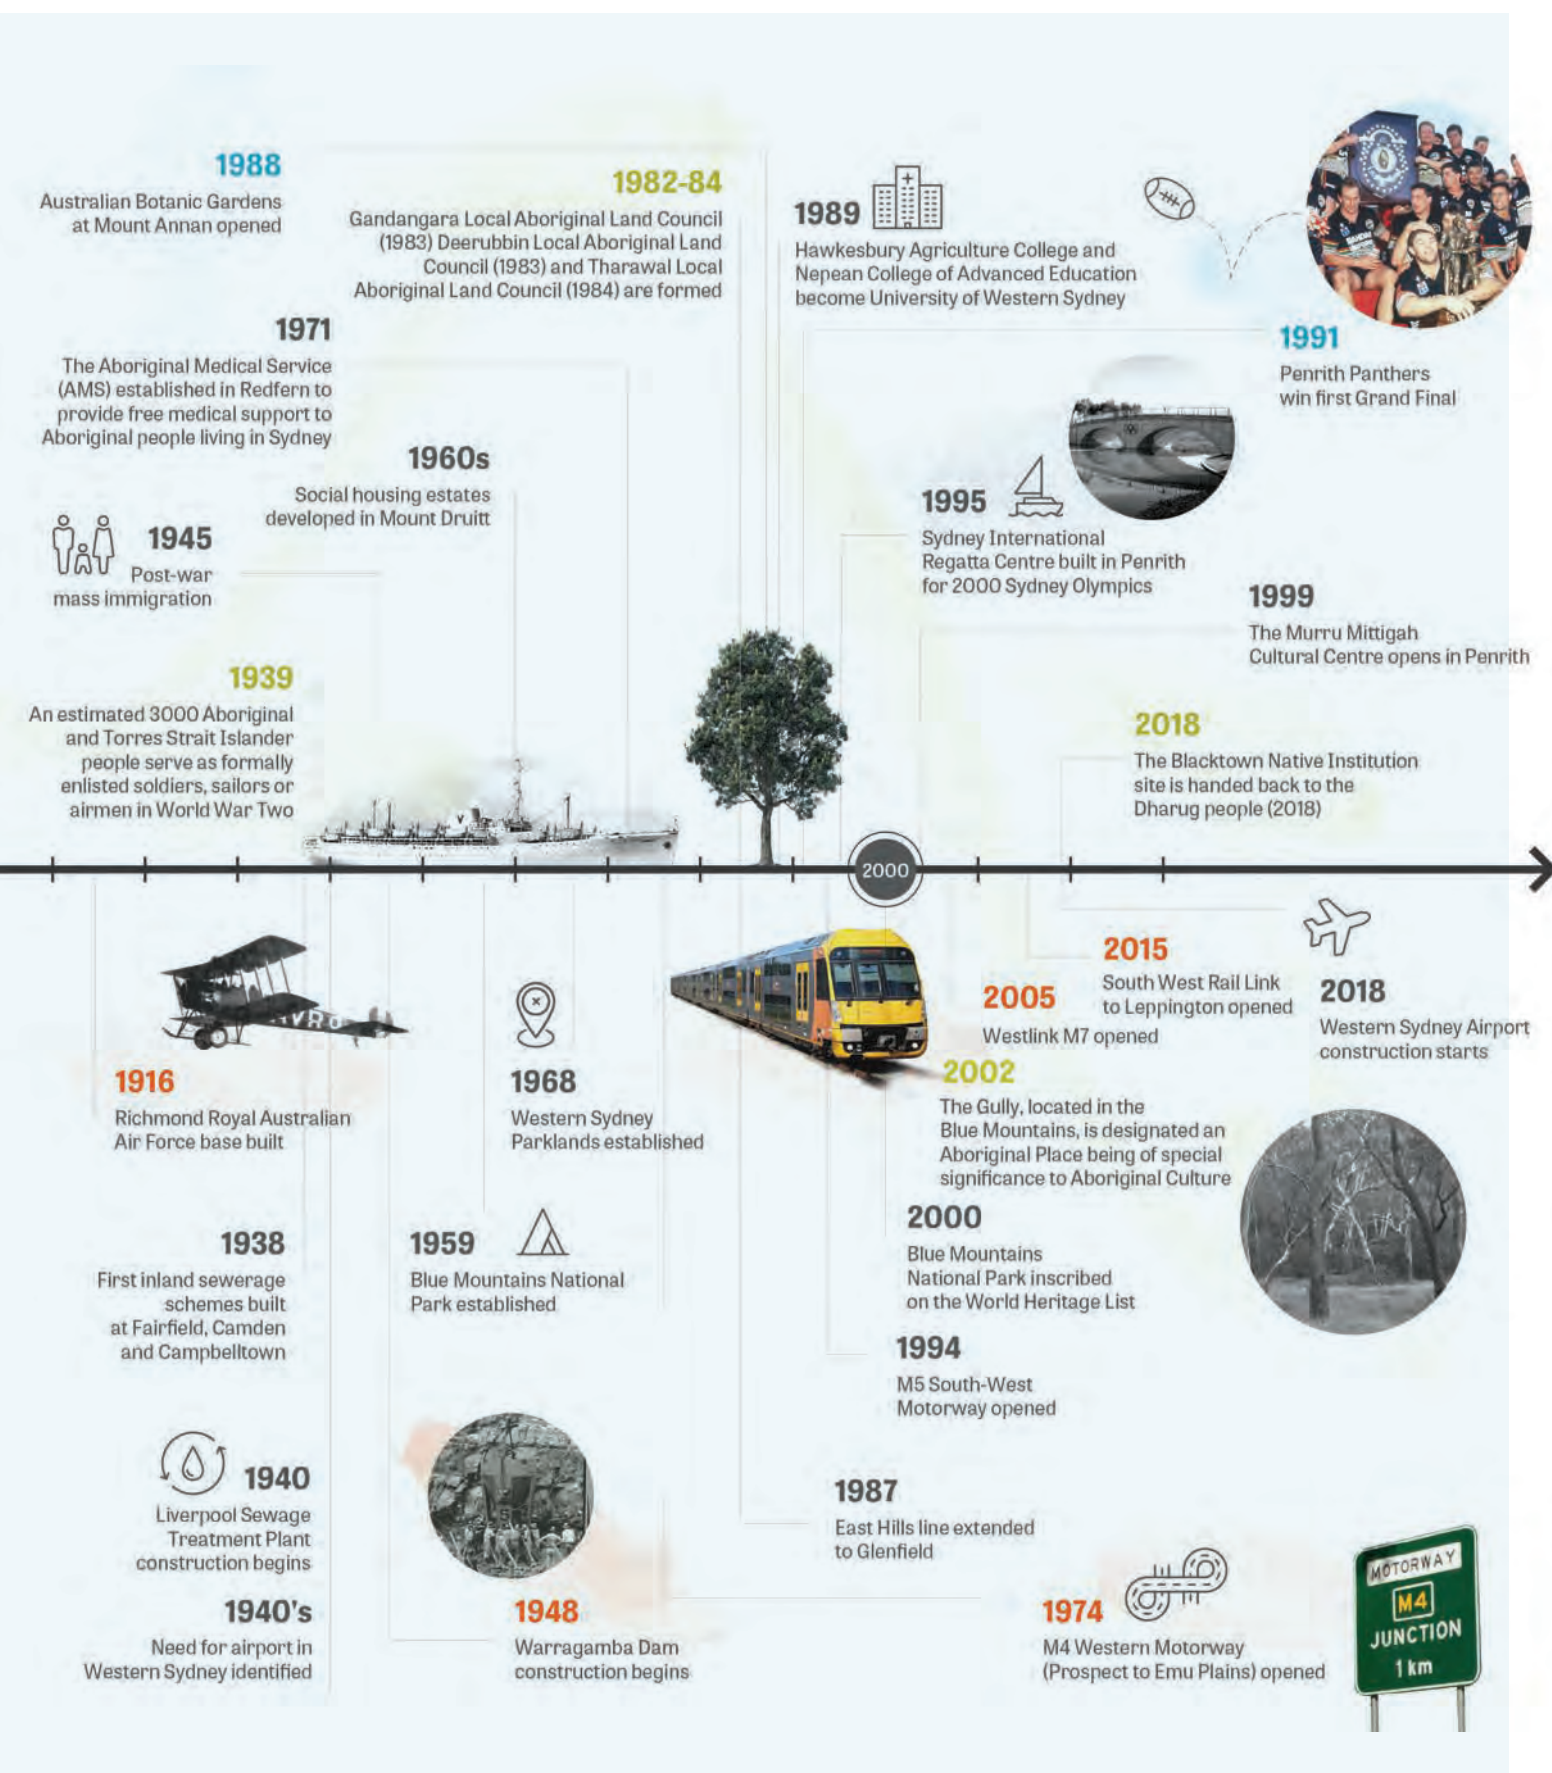 1988
Australian Botanic Gardens
at Mount Annan opened
1982-84
Gandangara Local Aboriginal Land Council
(1983) Deerubbin Local Aboriginal Land
Council (1983) and Tharawal Local
Aboriginal Land Council (1984) are formed
1989
Hawkesbury Agriculture College and
Nepean College of Advanced Education
become University of Western Sydney
1991
Penrith Panthers
win first Grand Final
1971
The Aboriginal Medical Service
(AMS) established in Redfern to
provide free medical support to
Aboriginal people living in Sydney
1960s
Social housing estates
developed in Mount Druitt
1995
Sydney International
Regatta Centre built in Penrith
for 2000 Sydney Olympics
1945
Post-war
mass immigration
1999
The Murru Mittigah
Cultural Centre opens in Penrith
1939
An estimated 3000 Aboriginal
and Torres Strait Islander
people serve as formally
enlisted soldiers, sailors or
airmen in World War Two
2018
The Blacktown Native Institution
site is handed back to the
Dharug people (2018)
2000
2015
South West Rail Link
to Leppington opened
2005
Westlink M7 opened
2018
Western Sydney Airport
construction starts
1916
Richmond Royal Australian
Air Force base built
1968
Western Sydney
Parklands established
2002
The Gully, located in the
Blue Mountains, is designated an
Aboriginal Place being of special
significance to Aboriginal Culture
1938
First inland sewerage
schemes built
at Fairfield, Camden
and Campbelltown
1959
Blue Mountains National
Park established
2000
Blue Mountains
National Park inscribed
on the World Heritage List
1994
M5 South-West
Motorway opened
1940
Liverpool Sewage
Treatment Plant
construction begins
1987
East Hills line extended
to Glenfield
1940's
Need for airport in
Western Sydney identified
1948
Warragamba Dam
construction begins
1974
M4 Western Motorway
(Prospect to Emu Plains) opened
MOTORWAY
M4
JUNCTION
1 km